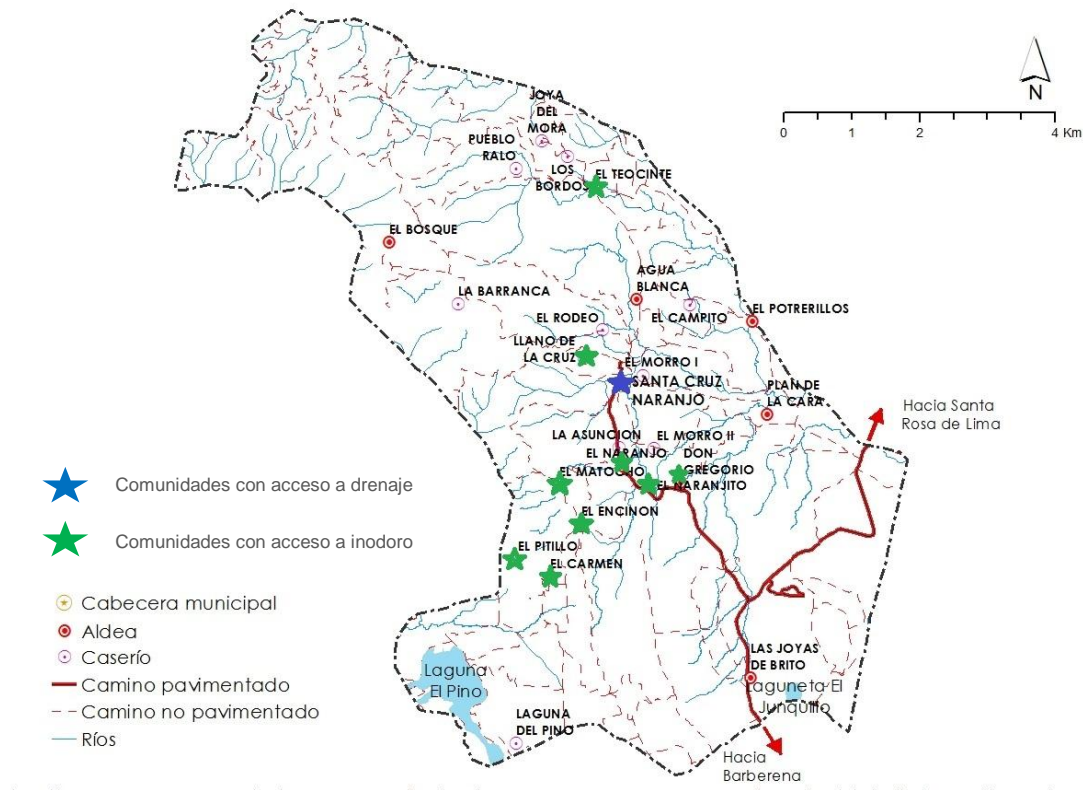 N
0 1 2 4 Km
JOYA
DEL
MORA
PUEBLO
RALO
LOS
BORDOS
EL TEOCINTE
EL BOSQUE
AGUA
BLANCA
LA BARRANCA
EL CAMPITO
EL POTRERILLOS
EL RODEO
LLANO DE
LA CRUZ
EL MORRO I
SANTA CRUZ
NARANJO
PLAN DE
LA CARA
Hacia Santa
Rosa de Lima
LA ASUNCION
EL MORRO II
EL NARANJO
DON
GREGORIO
EL NARANJITO
EL ENCINON
EL PITILLO
EL CARMEN
Comunidades con acceso a drenaje
Comunidades con acceso a inodoro
Cabecera municipal
Aldea
Caserío
Camino pavimentado
Camino no pavimentado
Ríos
Laguna
El Pino
LAS JOYAS
DE BRITO
Laguneta El
Junquito
LAGUNA
DEL PINO
Hacia
Barberena